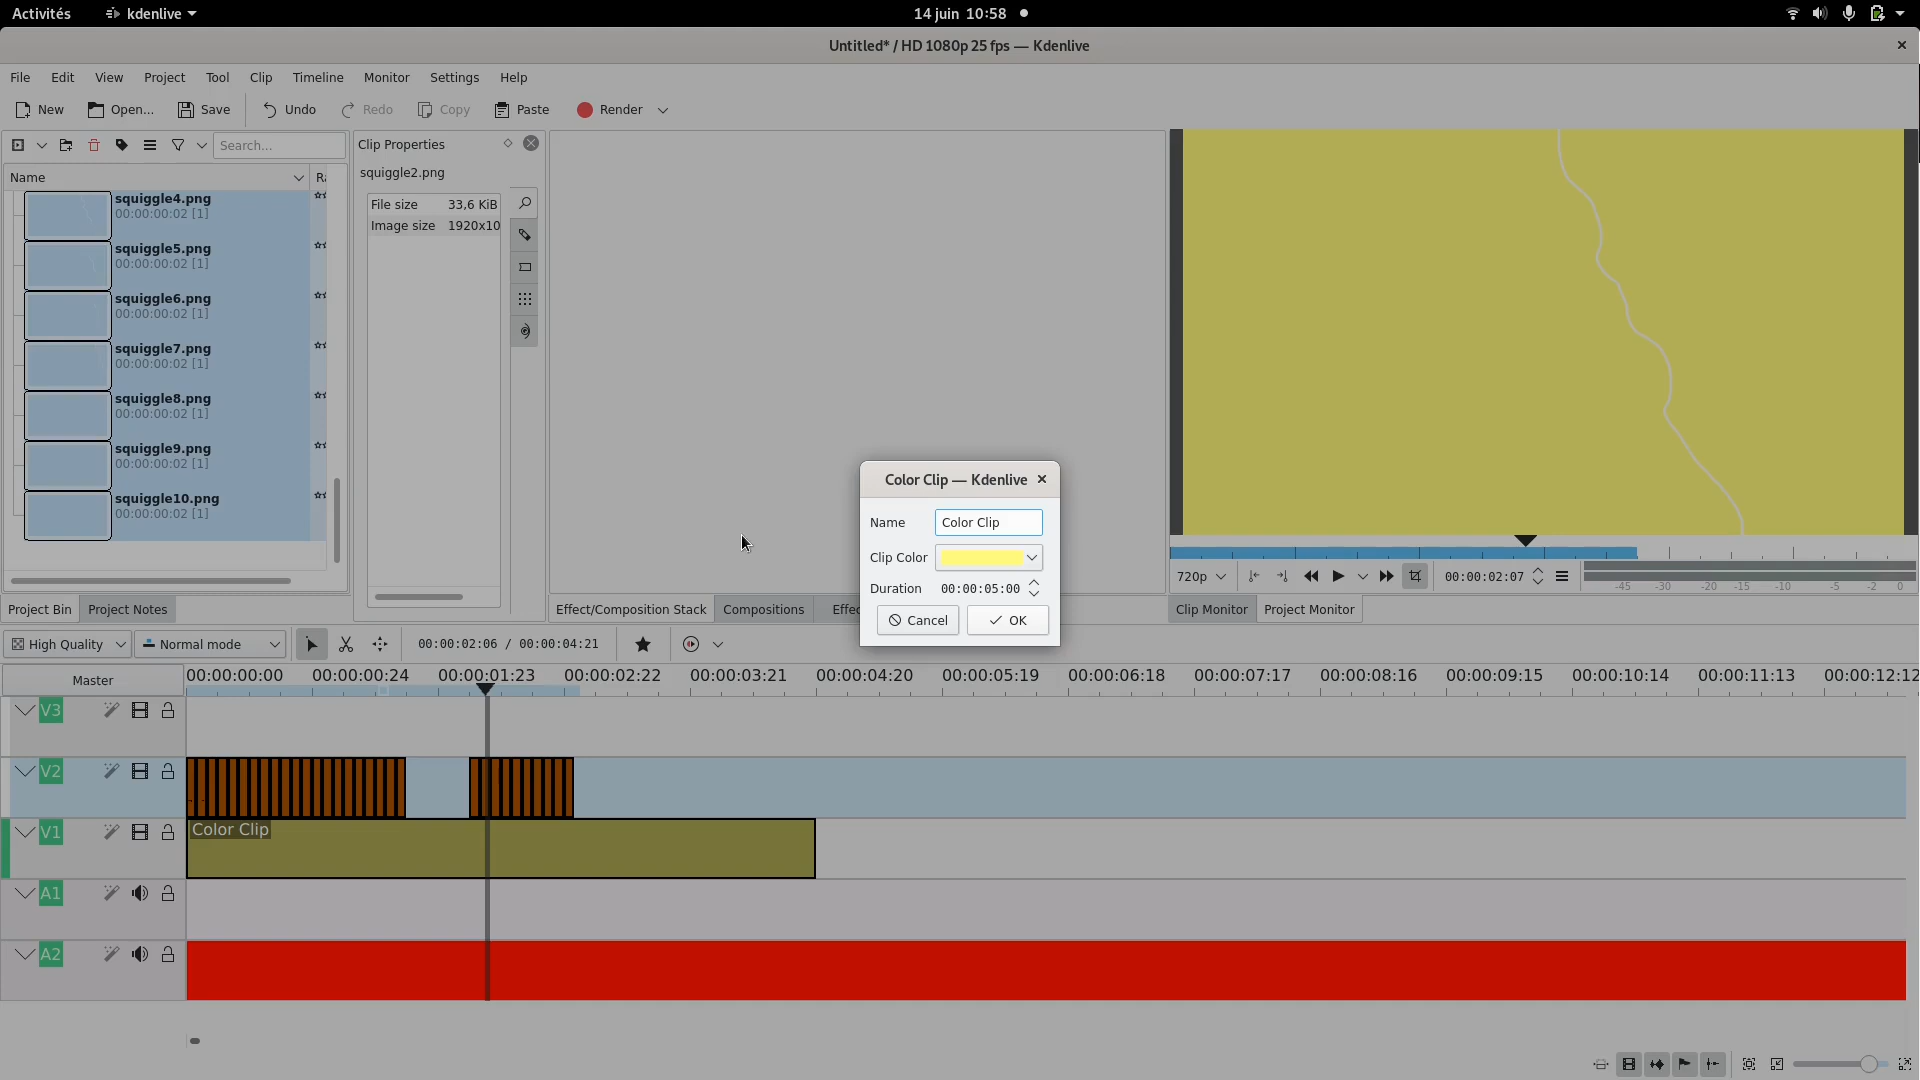 Activités kdenlive 14 juin 10:58
Untitled* / HD 1080p 25 fps — Kdenlive
File Edit View Project Tool Clip Timeline Monitor Settings Help
New Open... Save Undo Redo Copy Paste Render
Search...
Name
squiggle4.png
00:00:00:02 [1]
squiggle5.png
00:00:00:02 [1]
squiggle6.png
00:00:00:02 [1]
squiggle7.png
00:00:00:02 [1]
squiggle8.png
00:00:00:02 [1]
squiggle9.png
00:00:00:02 [1]
squiggle10.png
00:00:00:02 [1]
Project Bin Project Notes
Clip Properties
squiggle2.png
File size 33,6 KiB
Image size 1920x10
Effect/Composition Stack Compositions Effec
Color Clip — Kdenlive
Name Color Clip
Clip Color
Duration 00:00:05:00
Cancel OK
720p 00:00:02:07
-45 -30 -20 -15 -10 -5 -2 0
Clip Monitor Project Monitor
High Quality Normal mode 00:00:02:06 / 00:00:04:21
Master 00:00:00:00 00:00:00:24 00:00:01:23 00:00:02:22 00:00:03:21 00:00:04:20 00:00:05:19 00:00:06:18 00:00:07:17 00:00:08:16 00:00:09:15 00:00:10:14 00:00:11:13 00:00:12:12
V3
V2
V1 Color Clip
A1
A2